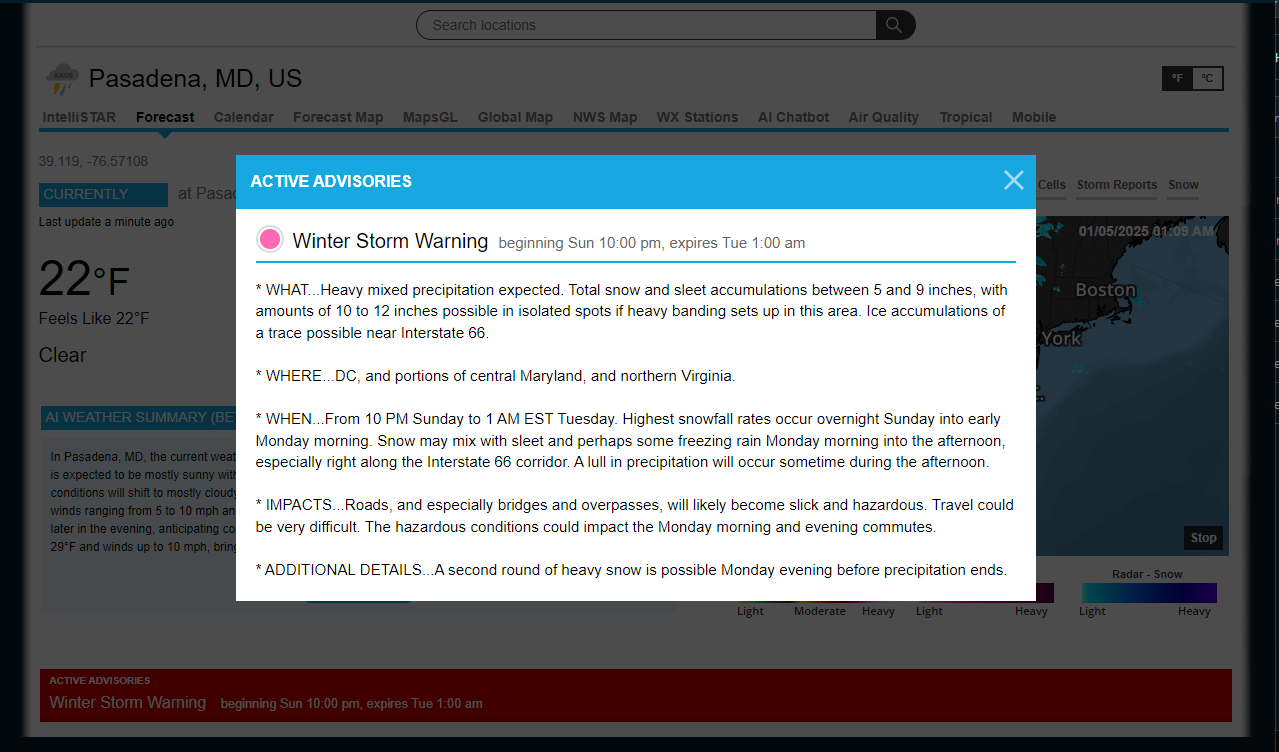 Search locations
Pasadena, MD, US
°F °C
IntelliSTAR Forecast Calendar Forecast Map MapsGL Global Map NWS Map WX Stations AI Chatbot Air Quality Tropical Mobile
39.119, -76.57108
CURRENTLY at Pasad
Cells Storm Reports Snow
Last update a minute ago
01/05/2025 01:09 AM
22°F
Feels Like 22°F
Clear
Boston
York
ACTIVE ADVISORIES
Winter Storm Warning beginning Sun 10:00 pm, expires Tue 1:00 am
* WHAT...Heavy mixed precipitation expected. Total snow and sleet accumulations between 5 and 9 inches, with
amounts of 10 to 12 inches possible in isolated spots if heavy banding sets up in this area. Ice accumulations of
a trace possible near Interstate 66.
* WHERE...DC, and portions of central Maryland, and northern Virginia.
* WHEN...From 10 PM Sunday to 1 AM EST Tuesday. Highest snowfall rates occur overnight Sunday into early
Monday morning. Snow may mix with sleet and perhaps some freezing rain Monday morning into the afternoon,
especially right along the Interstate 66 corridor. A lull in precipitation will occur sometime during the afternoon.
* IMPACTS...Roads, and especially bridges and overpasses, will likely become slick and hazardous. Travel could
be very difficult. The hazardous conditions could impact the Monday morning and evening commutes.
* ADDITIONAL DETAILS...A second round of heavy snow is possible Monday evening before precipitation ends.
AI WEATHER SUMMARY (BE
In Pasadena, MD, the current weat
is expected to be mostly sunny with
conditions will shift to mostly cloudy
winds ranging from 5 to 10 mph an
later in the evening, anticipating co
29°F and winds up to 10 mph, bring
Stop
Radar - Snow
Light Moderate Heavy Light Heavy Light Heavy
ACTIVE ADVISORIES
Winter Storm Warning beginning Sun 10:00 pm, expires Tue 1:00 am